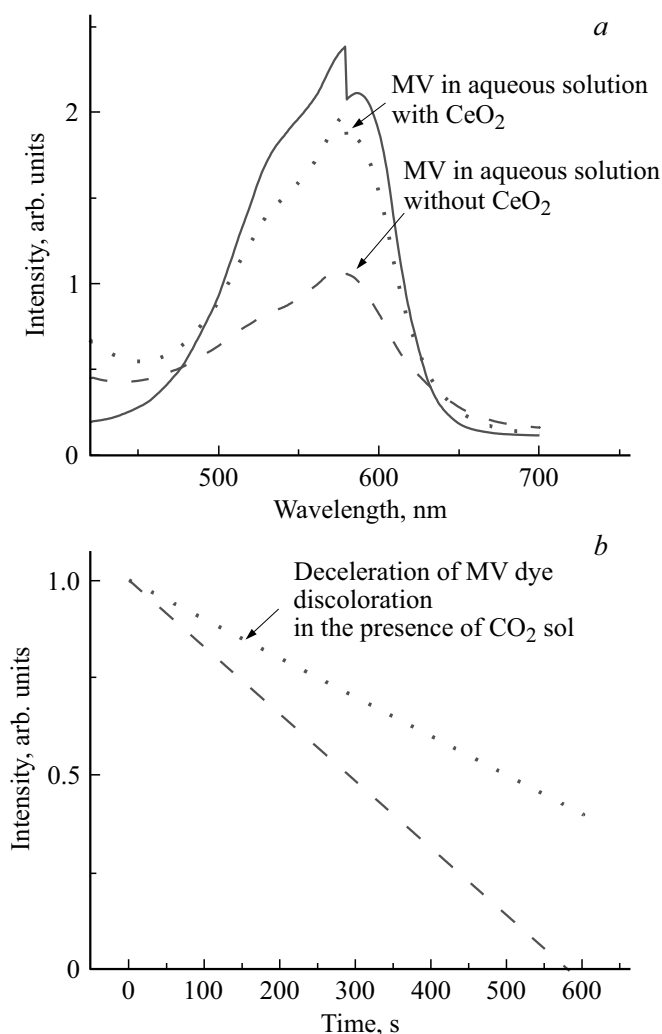 a
MV in aqueous solution
with CeO2
MV in aqueous solution
without CeO2
Intensity, arb. units
2
1
0
500 600 700
Wavelength, nm
b
Deceleration of MV dye
discoloration
in the presence of CO2 sol
Intensity, arb. units
1.0
0.5
0
0 100 200 300 400 500 600
Time, s